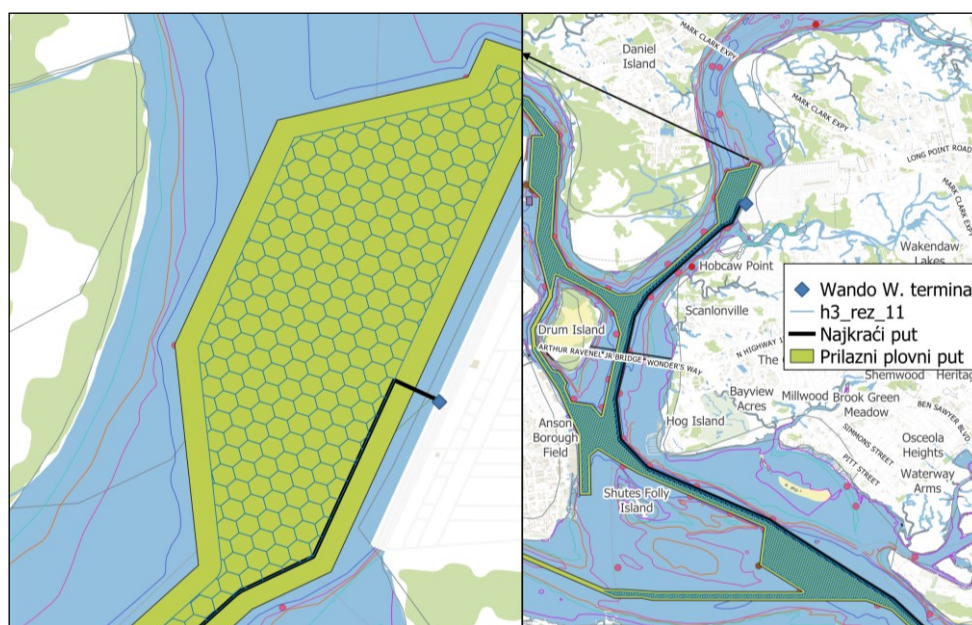 MARK CLARK EXPY
Daniel
Island
MARK CLARK EXPY
LONG POINT ROAD
MARK CLARK EXPY
Hobcaw Point
Wakendaw
Lakes
Scanlonville
Drum Island
N HIGHWAY 1
The
ARTHUR RAVENEL JR BRIDGE
WONDER'S WAY
Shemwood
Herita
Bayview
Acres
Millwood
Brook Green
Meadow
BEN SAWYER BLVD
Hog Island
Anson
Borough
Field
SIMMONS STREET
PITT STREET
Osceola
Heights
Waterway
Arms
Shutes Folly
Island
Wando W. termina
h3_rez_11
Najkraći put
Prilazni plovni put